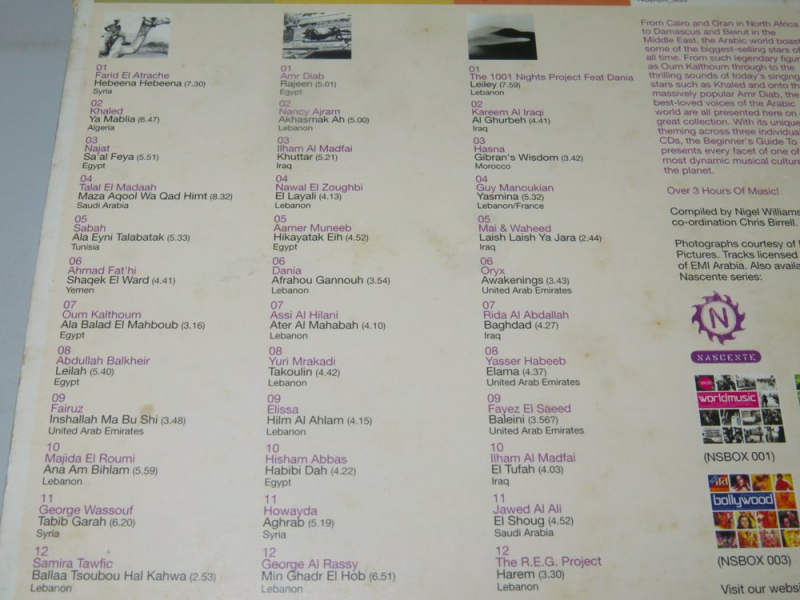 01
Farid El Atrache
Hebeena Hebeena (7.30)
Syria
02
Khaled
Ya Mablia (6.47)
Algeria
03
Najat
Sa'al Feya (5.51)
Egypt
04
Talal El Madaah
Maza Aqool Wa Qad Himt (8.32)
Saudi Arabia
05
Sabah
Ala Eyni Talabatak (5.33)
Tunisia
06
Ahmad Fat'hi
Shaqek El Ward (4.41)
Yemen
07
Oum Kalthoum
Ala Balad El Mahboub (3.16)
Egypt
08
Abdullah Balkheir
Leilah (5.40)
Egypt
09
Fairuz
Inshallah Ma Bu Shi (3.48)
United Arab Emirates
10
Majida El Roumi
Ana Am Bihlam (5.59)
Lebanon
11
George Wassouf
Tabib Garah (6.20)
Syria
12
Samira Tawfic
Ballaa Tsoubou Hal Kahwa (2.53)
Lebanon
01
Amr Diab
Rajeen (5.01)
Egypt
02
Nancy Ajram
Akhasmak Ah (5.00)
Lebanon
03
Ilham Al Madfai
Khuttar (5.21)
Iraq
04
Nawal El Zoughbi
El Layali (4.13)
Lebanon
05
Aamer Muneeb
Hikayatak Eih (4.52)
Egypt
06
Dania
Afrahou Gannouh (3.54)
Lebanon
07
Assi Al Hilani
Ater Al Mahabah (4.10)
Lebanon
08
Yuri Mrakadi
Takoulin (4.42)
Lebanon
09
Elissa
Hilm Al Ahlam (4.15)
Lebanon
10
Hisham Abbas
Habibi Dah (4.22)
Egypt
11
Howayda
Aghrab (5.19)
Syria
12
George Al Rassy
Min Ghadr El Hob (6.51)
Lebanon
01
The 1001 Nights Project Feat Dania
Leiley (7.59)
Lebanon
02
Kareem Al Iraqi
Al Ghurbeh (4.41)
Iraq
03
Hasna
Gibran's Wisdom (3.42)
Morocco
04
Guy Manoukian
Yasmina (5.32)
Lebanon/France
05
Mai & Waheed
Laish Laish Ya Jara (2.44)
Iraq
06
Oryx
Awakenings (3.43)
United Arab Emirates
07
Rida Al Abdallah
Baghdad (4.27)
Iraq
08
Yasser Habeeb
Elama (4.37)
United Arab Emirates
09
Fayez El Saeed
Baleini (3.56?)
United Arab Emirates
10
Ilham Al Madfai
El Tufah (4.03)
Iraq
11
Jawed Al Ali
El Shoug (4.52)
Saudi Arabia
12
The R.E.G. Project
Harem (3.30)
Lebanon
From Cairo and Oran in North Africa
to Damascus and Beirut in the
Middle East, the Arabic world boast
some of the biggest-selling stars of
all time. From such legendary figur
as Oum Kalthoum through to the
thrilling sounds of today's singing
stars such as Khaled and onto th
massively popular Amr Diab, the
best-loved voices of the Arabic
world are all presented here on
great collection. With its unique
theming across three individua
CDs, the Beginner's Guide To
presents every facet of one of
most dynamic musical culture
the planet.
Over 3 Hours Of Music!
Compiled by Nigel Williams
co-ordination Chris Birrell.
Photographs courtesy of
Pictures. Tracks licensed
of EMI Arabia. Also availa
Nascente series:
N
NASCENTE
worldmusic
(NSBOX 001)
bollywood
(NSBOX 003)
Visit our websi